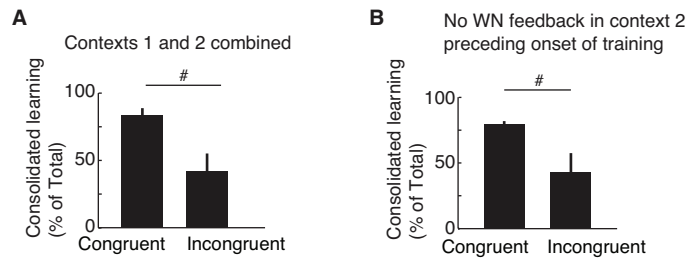 A
Contexts 1 and 2 combined
#
Consolidated learning
(% of Total)
100
50
0
Congruent Incongruent
B
No WN feedback in context 2
preceding onset of training
#
Consolidated learning
(% of Total)
100
50
0
Congruent Incongruent